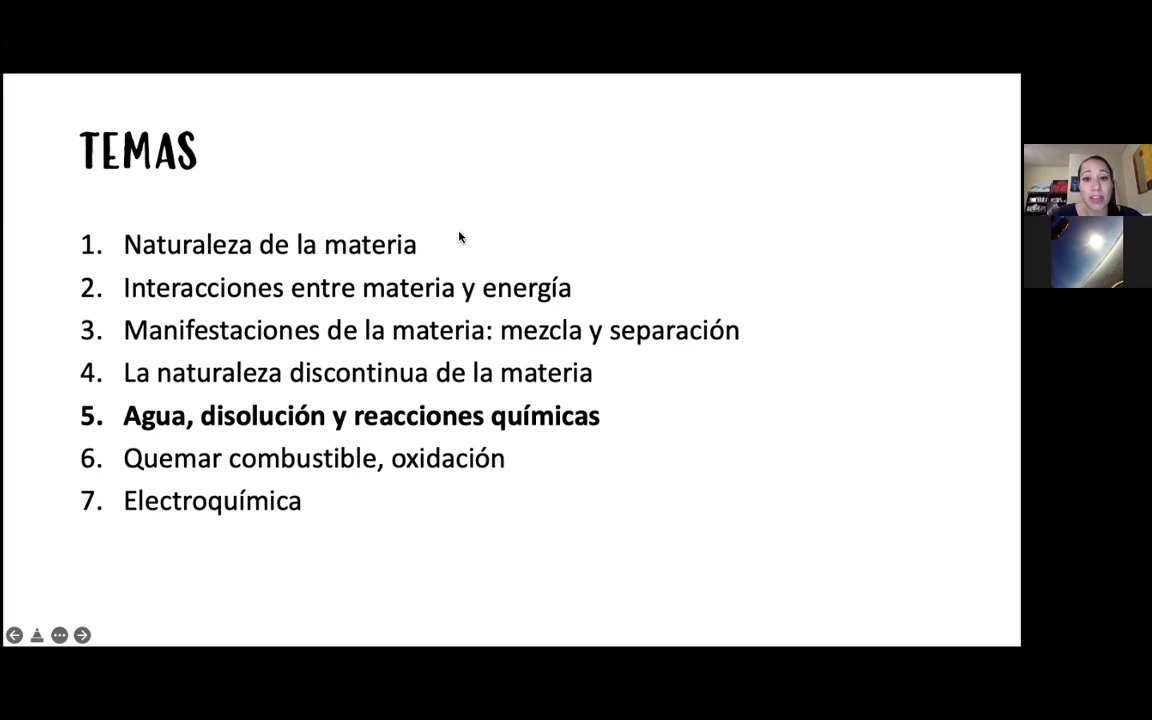 TEMAS
1. Naturaleza de la materia
2. Interacciones entre materia y energía
3. Manifestaciones de la materia: mezcla y separación
4. La naturaleza discontinua de la materia
5. Agua, disolución y reacciones químicas
6. Quemar combustible, oxidación
7. Electroquímica